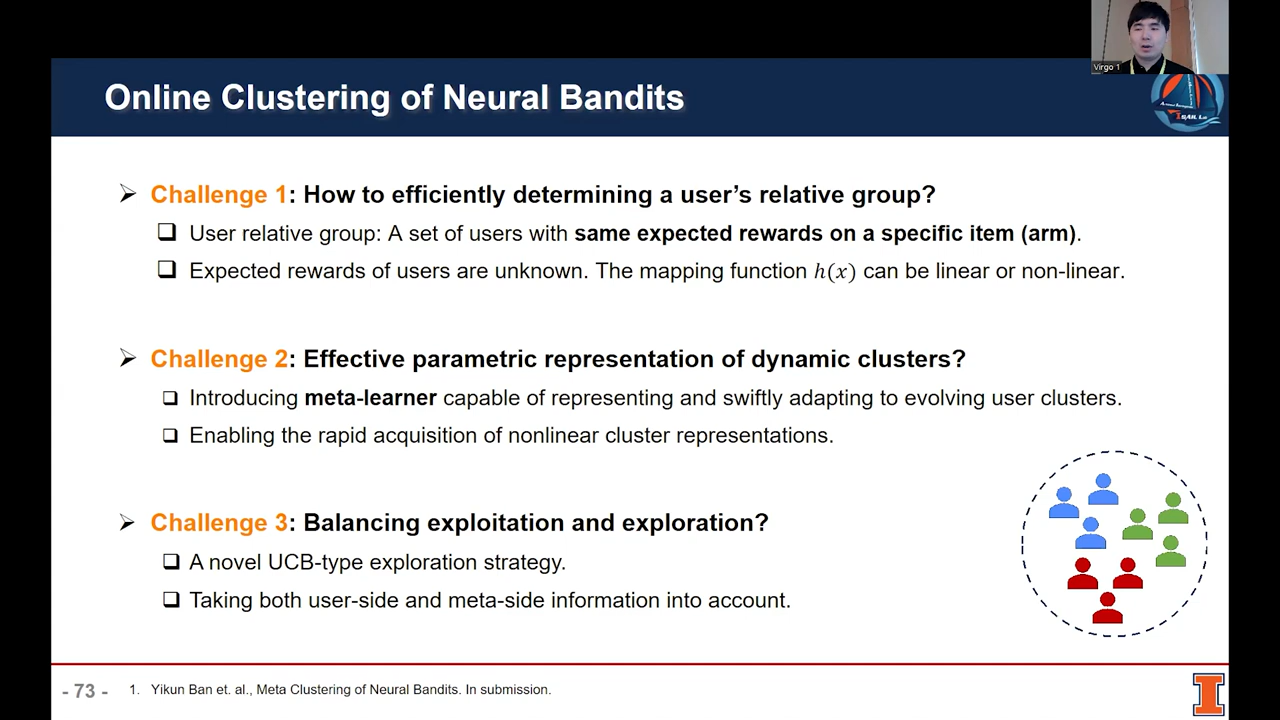 Virgo 1
Online Clustering of Neural Bandits
Challenge 1: How to efficiently determining a user's relative group?
User relative group: A set of users with same expected rewards on a specific item (arm).
Expected rewards of users are unknown. The mapping function h(x) can be linear or non-linear.
Challenge 2: Effective parametric representation of dynamic clusters?
Introducing meta-learner capable of representing and swiftly adapting to evolving user clusters.
Enabling the rapid acquisition of nonlinear cluster representations.
Challenge 3: Balancing exploitation and exploration?
A novel UCB-type exploration strategy.
Taking both user-side and meta-side information into account.
- 73 -
1. Yikun Ban et. al., Meta Clustering of Neural Bandits. In submission.